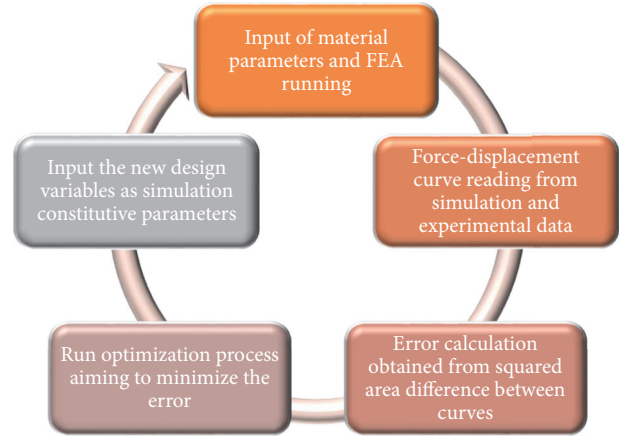 Input of material
parameters and FEA
running
Force-displacement
curve reading from
simulation and
experimental data
Error calculation
obtained from squared
area difference between
curves
Run optimization process
aiming to minimize the
error
Input the new design
variables as simulation
constitutive parameters